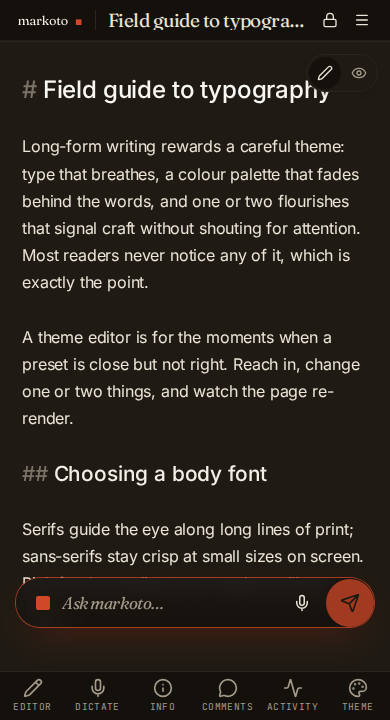 markoto
Field guide to typogra...
# Field guide to typography
Long-form writing rewards a careful theme:
type that breathes, a colour palette that fades
behind the words, and one or two flourishes
that signal craft without shouting for attention.
Most readers never notice any of it, which is
exactly the point.
A theme editor is for the moments when a
preset is close but not right. Reach in, change
one or two things, and watch the page re-
render.
## Choosing a body font
Serifs guide the eye along long lines of print;
sans-serifs stay crisp at small sizes on screen.
Ask markoto...
EDITOR DICTATE INFO COMMENTS ACTIVITY THEME